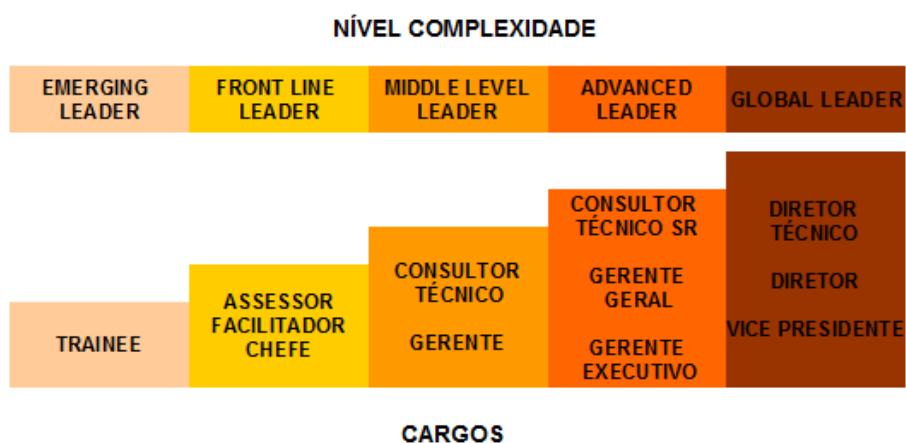 NÍVEL COMPLEXIDADE
EMERGING
LEADER
FRONT LINE
LEADER
MIDDLE LEVEL
LEADER
ADVANCED
LEADER
GLOBAL LEADER
TRAINEE
ASSESSOR
FACILITADOR
CHEFE
CONSULTOR
TÉCNICO
GERENTE
CONSULTOR
TÉCNICO SR
GERENTE
GERAL
GERENTE
EXECUTIVO
DIRETOR
TÉCNICO
DIRETOR
VICE PRESIDENTE
CARGOS